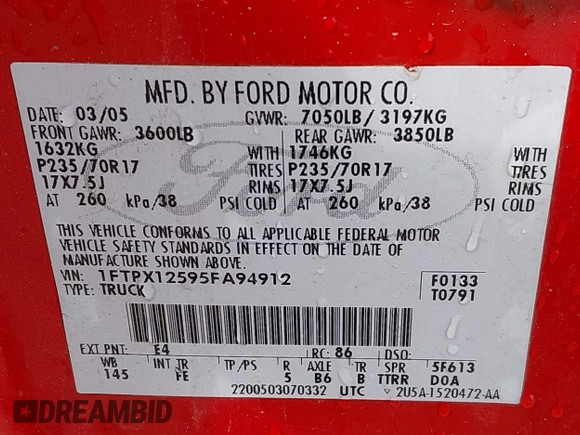 MFD. BY FORD MOTOR CO.
DATE: 03/05 GVWR: 7050LB/ 3197KG
FRONT GAWR: 3600LB REAR GAWR: 3850LB
1632KG WITH 1746KG WITH
P235/70R17 TIRES P235/70R17 TIRES
17X7.5J RIMS 17X7.5J RIMS
AT 260 kPa/38 PSI COLD AT 260 kPa/38 PSI COLD
Ford
THIS VEHICLE CONFORMS TO ALL APPLICABLE FEDERAL MOTOR
VEHICLE SAFETY STANDARDS IN EFFECT ON THE DATE OF
MANUFACTURE SHOWN ABOVE.
VIN: 1FTPX12595FA94912 F0133
TYPE: TRUCK T0791
EXT PNT: E4 RC: 86 DSO:
WB INT TR TP/PS R AXLE TR SPR 5F613
145 FE 5 B6 B TTRR DOA
2200503070332 UTC 2U5A-1520472-AA
DREAMBID